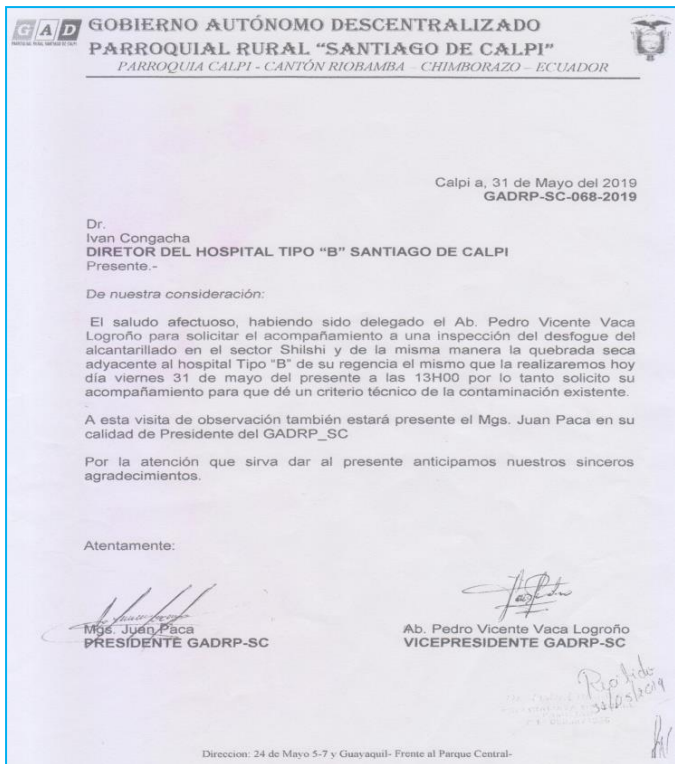 GAD GOBIERNO AUTÓNOMO DESCENTRALIZADO
PARROQUIAL RURAL “SANTIAGO DE CALPI”
PARROQUIA CALPI - CANTÓN RIOBAMBA – CHIMBORAZO – ECUADOR
Calpi a, 31 de Mayo del 2019
GADRP-SC-068-2019
Dr.
Ivan Congacha
DIRETOR DEL HOSPITAL TIPO “B” SANTIAGO DE CALPI
Presente.-
De nuestra consideración:
El saludo afectuoso, habiendo sido delegado el Ab. Pedro Vicente Vaca
Logroño para solicitar el acompañamiento a una inspección del desfogue del
alcantarillado en el sector Shilshi y de la misma manera la quebrada seca
adyacente al hospital Tipo “B” de su regencia el mismo que la realizaremos hoy
día viernes 31 de mayo del presente a las 13H00 por lo tanto solicito su
acompañamiento para que dé un criterio técnico de la contaminación existente.
A esta visita de observación también estará presente el Mgs. Juan Paca en su
calidad de Presidente del GADRP_SC
Por la atención que sirva dar al presente anticipamos nuestros sinceros
agradecimientos.
Atentamente:
Mgs. Juan Paca
PRESIDENTE GADRP-SC
Ab. Pedro Vicente Vaca Logroño
VICEPRESIDENTE GADRP-SC
Recibido
31/05/2019
Direccion: 24 de Mayo 5-7 y Guayaquil- Frente al Parque Central-